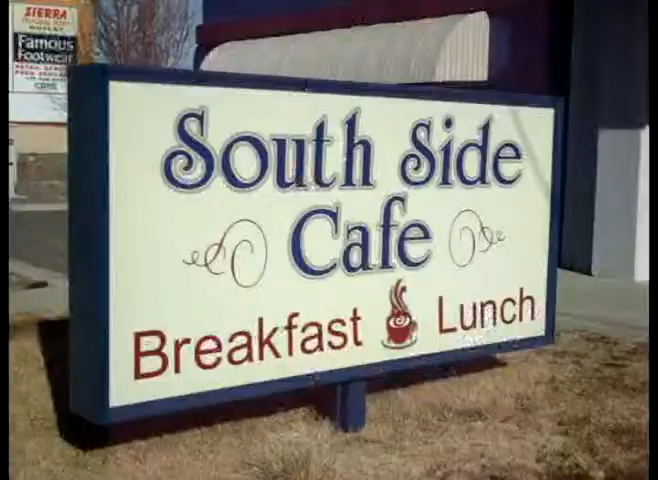 SIERRA
Famous
Footwear
South Side
Cafe
Breakfast Lunch